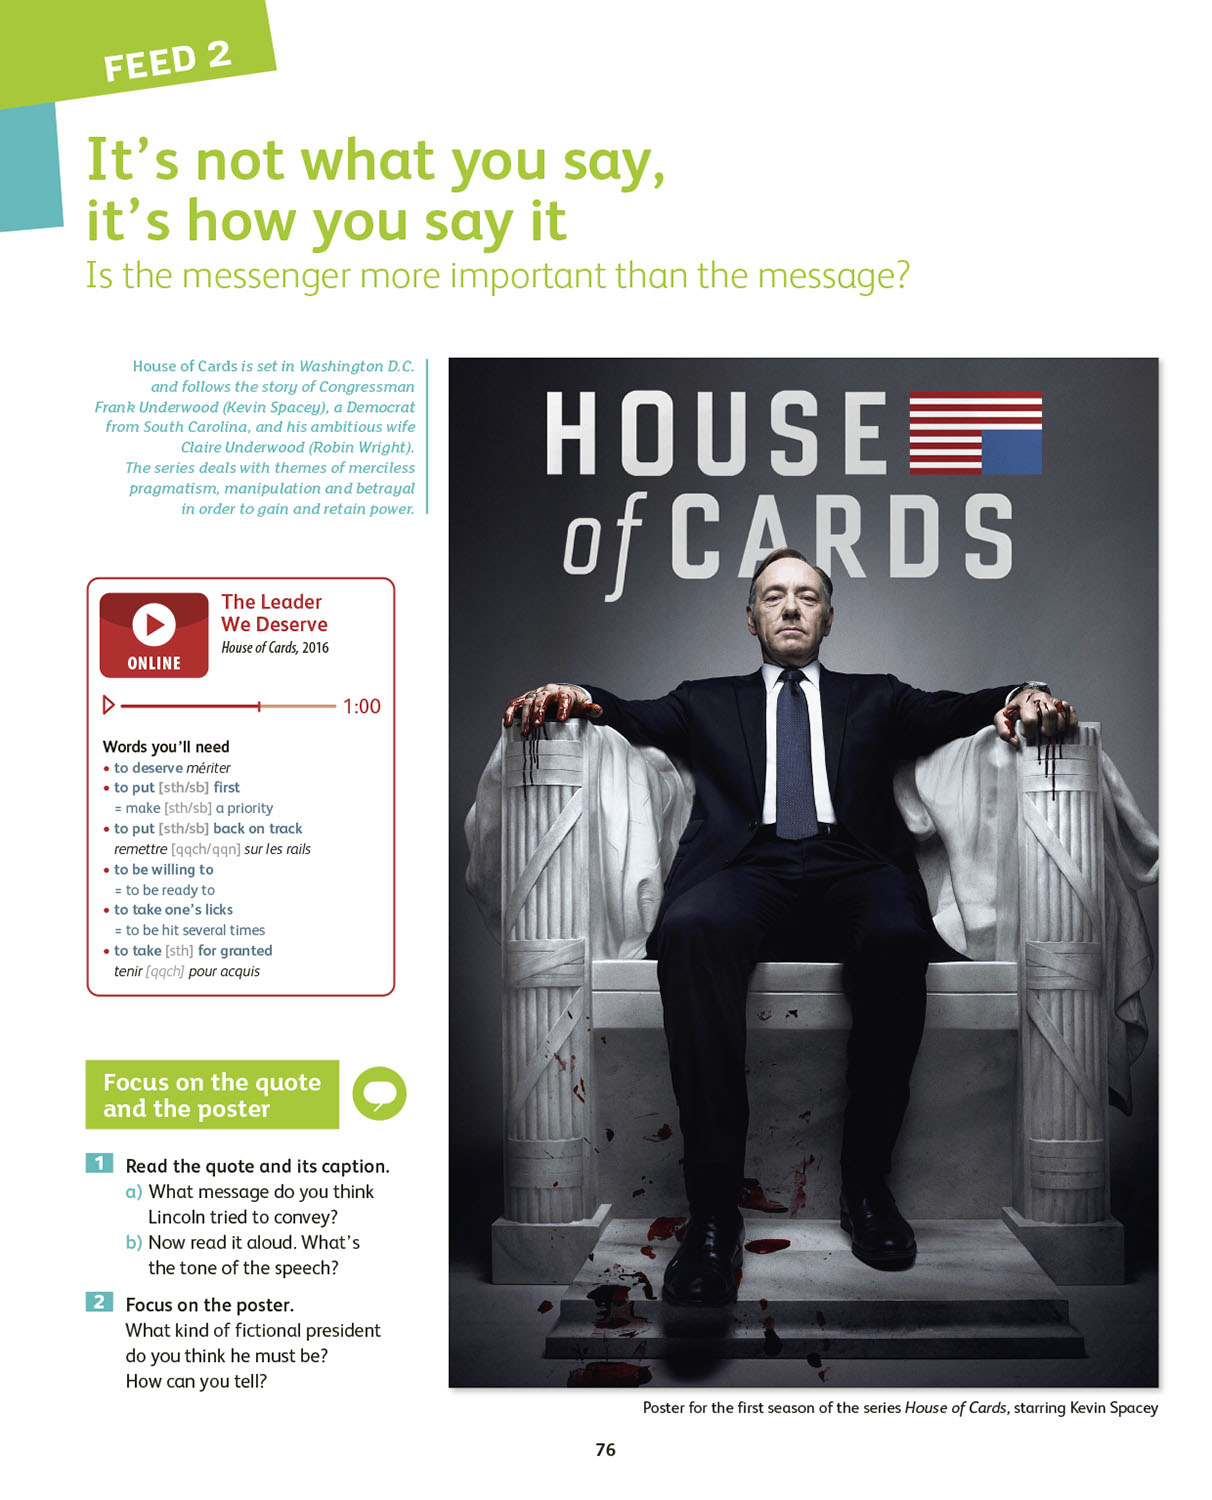 FEED 2
It's not what you say,
it's how you say it
Is the messenger more important than the message?
House of Cards is set in Washington D.C.
and follows the story of Congressman
Frank Underwood (Kevin Spacey), a Democrat
from South Carolina, and his ambitious wife
Claire Underwood (Robin Wright).
The series deals with themes of merciless
pragmatism, manipulation and betrayal
in order to gain and retain power.
ONLINE
The Leader
We Deserve
House of Cards, 2016
1:00
Words you'll need
• to deserve mériter
• to put [sth/sb] first
= make [sth/sb] a priority
• to put [sth/sb] back on track
remettre [qqch/qqn] sur les rails
• to be willing to
= to be ready to
• to take one's licks
= to be hit several times
• to take [sth] for granted
tenir [qqch] pour acquis
Focus on the quote
and the poster
1 Read the quote and its caption.
a) What message do you think
Lincoln tried to convey?
b) Now read it aloud. What's
the tone of the speech?
2 Focus on the poster.
What kind of fictional president
do you think he must be?
How can you tell?
HOUSE
of CARDS
Poster for the first season of the series House of Cards, starring Kevin Spacey
76